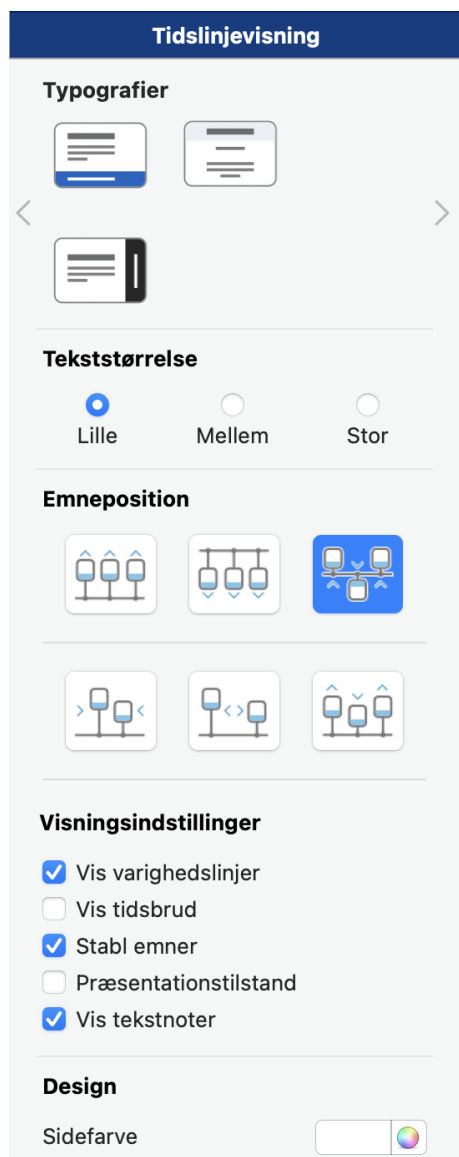 Tidslinjevisning
Typografier
Tekststørrelse
Lille Mellem Stor
Emneposition
Visningsindstillinger
Vis varighedslinjer
Vis tidsbrud
Stabl emner
Præsentationstilstand
Vis tekstnoter
Design
Sidefarve